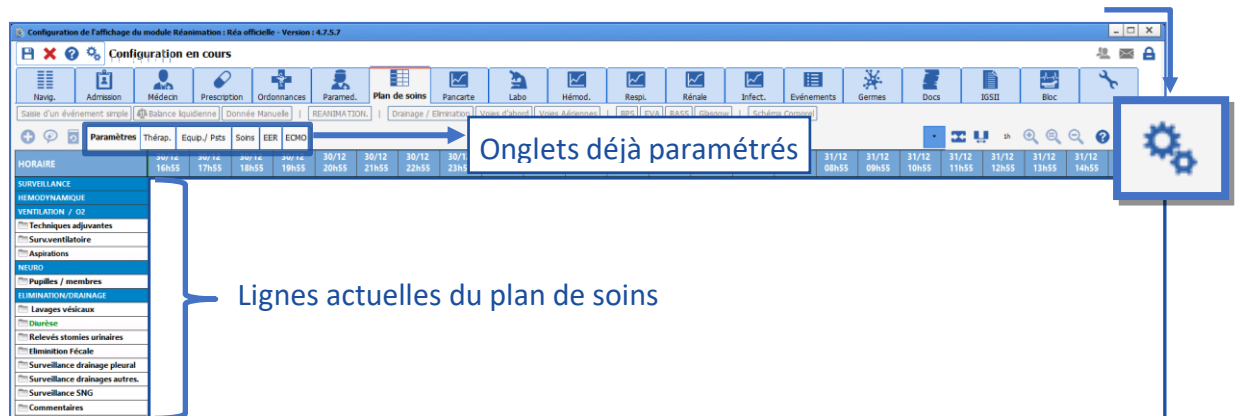 Configuration de l'affichage du module Réanimation : Réa officielle - Version : 4.7.5.7
Configuration en cours
Navig. Admission Médecin Prescription Ordonnances Paramed. Plan de soins Pancarte Labo Hémod. Respi. Rénale Infect. Evénements Germes Docs IGSII Bloc
Saisie d'un événement simple Balance liquidienne Donnée Manuelle | REANIMATION. | Drainage / Elimination Voies d'abord Voies Aériennes | BPS EVA RASS Glasgow | Schéma Corporel
Paramètres Thérap. Equip./ Psts Soins EER ECMO Onglets déjà paramétrés 1h
HORAIRE 30/12 30/12 30/12 30/12 30/12 30/12 30/12 31/12 31/12 31/12 31/12 31/12 31/12 31/12
16h55 17h55 18h55 19h55 20h55 21h55 22h55 23h55 08h55 09h55 10h55 11h55 12h55 13h55 14h55
SURVEILLANCE
HEMODYNAMIQUE
VENTILATION / O2
Techniques adjuvantes
Surv.ventilatoire
Aspirations
NEURO
Pupilles / membres
ELIMINATION/DRAINAGE
Lavages vésicaux
Lignes actuelles du plan de soins
Diurèse
Relevés stomies urinaires
Eliminition Fécale
Surveillance drainage pleural
Surveillance drainages autres.
Surveillance SNG
Commentaires